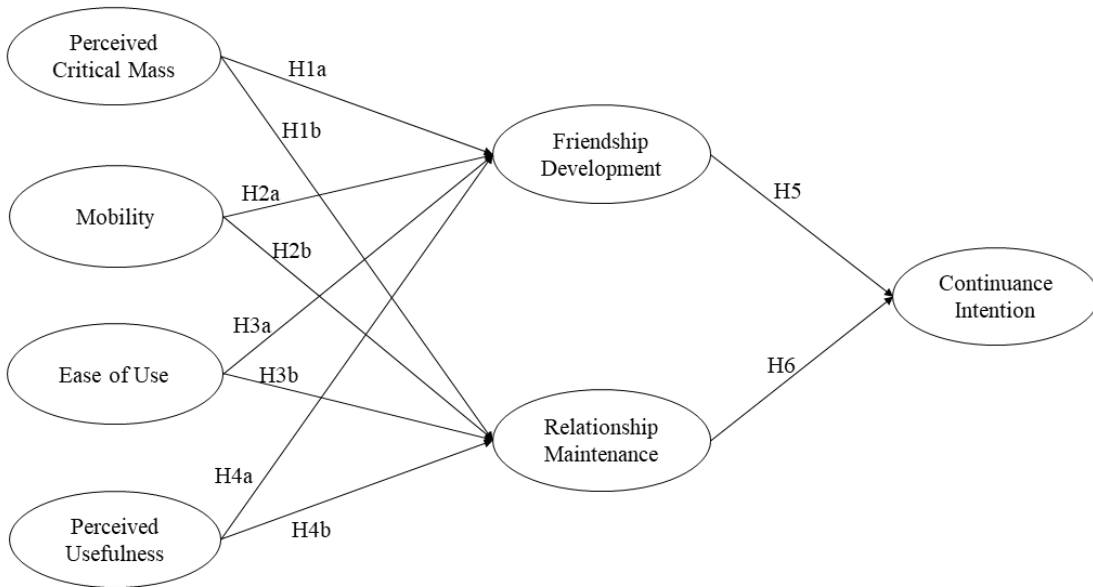 Perceived
Critical Mass
H1a
H1b
Friendship
Development
Mobility
H2a
H2b
H5
Continuance
Intention
H3a
Ease of Use
H3b
H6
Relationship
Maintenance
H4a
H4b
Perceived
Usefulness